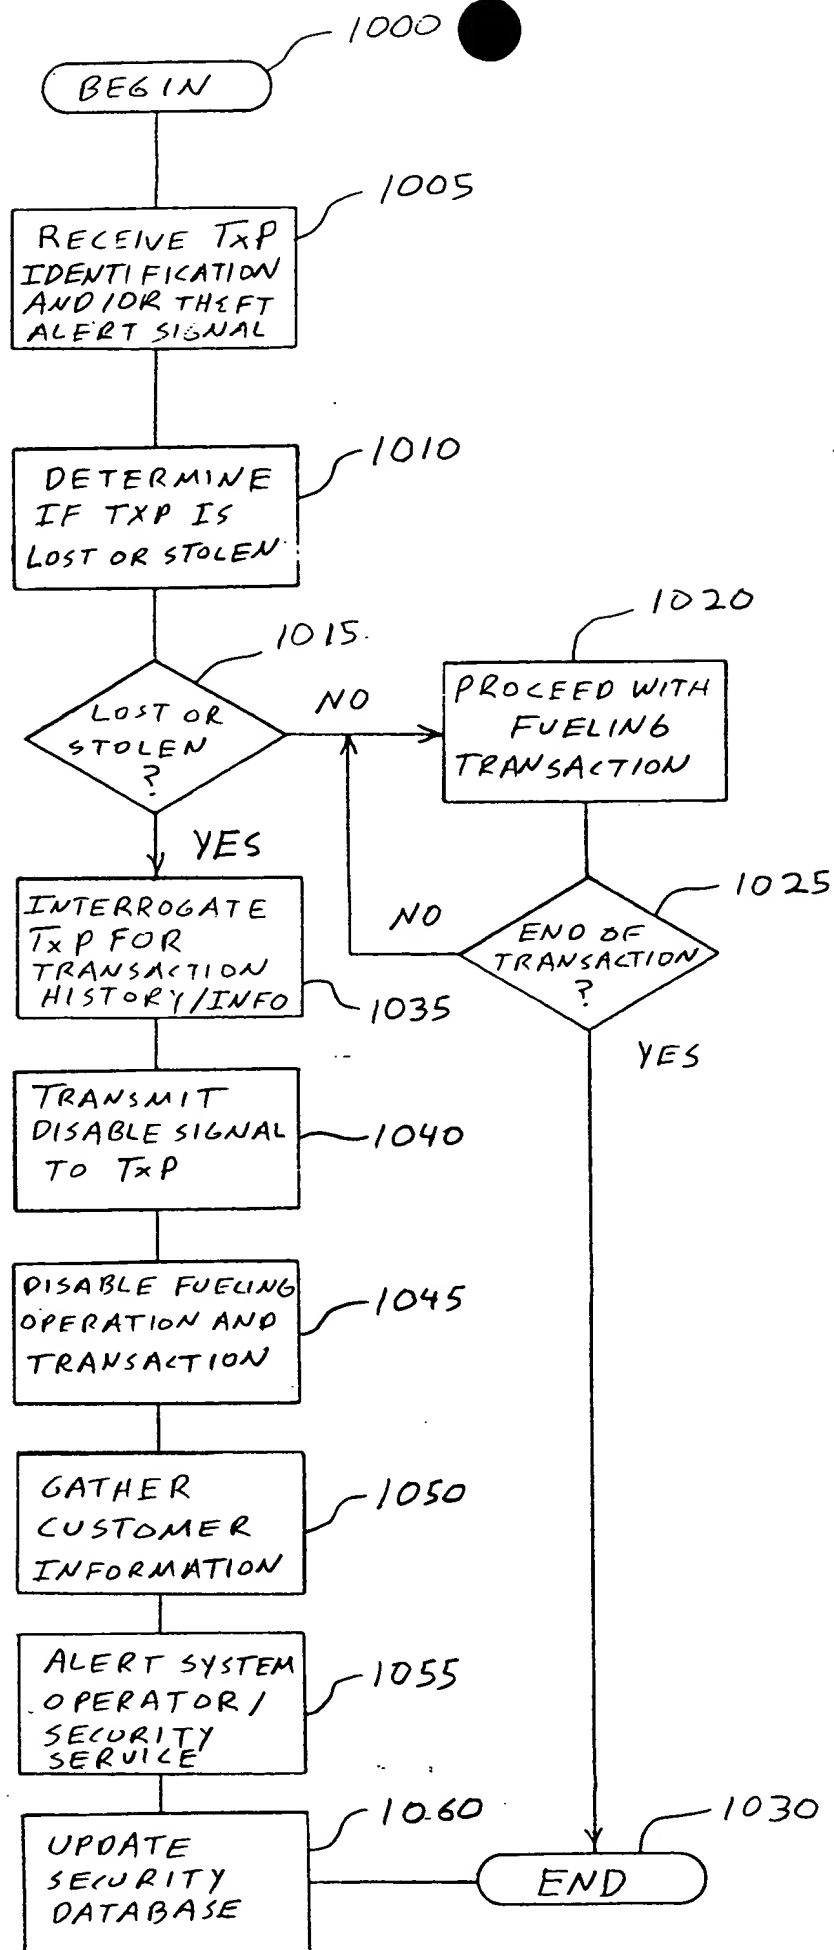 1000
BEGIN
1005
RECEIVE TxP
IDENTIFICATION
AND/OR THEFT
ALERT SIGNAL
1010
DETERMINE
IF TXP IS
LOST OR STOLEN
1015.
LOST OR
STOLEN
?
NO
1020
PROCEED WITH
FUELING
TRANSACTION
YES
1025
END OF
TRANSACTION
?
NO
YES
INTERROGATE
TxP FOR
TRANSACTION
HISTORY/INFO
1035
TRANSMIT
DISABLE SIGNAL
TO TxP
1040
DISABLE FUELING
OPERATION AND
TRANSACTION
1045
GATHER
CUSTOMER
INFORMATION
1050
ALERT SYSTEM
OPERATOR/
SECURITY
SERVICE
1055
UPDATE
SECURITY
DATABASE
1060
1030
END